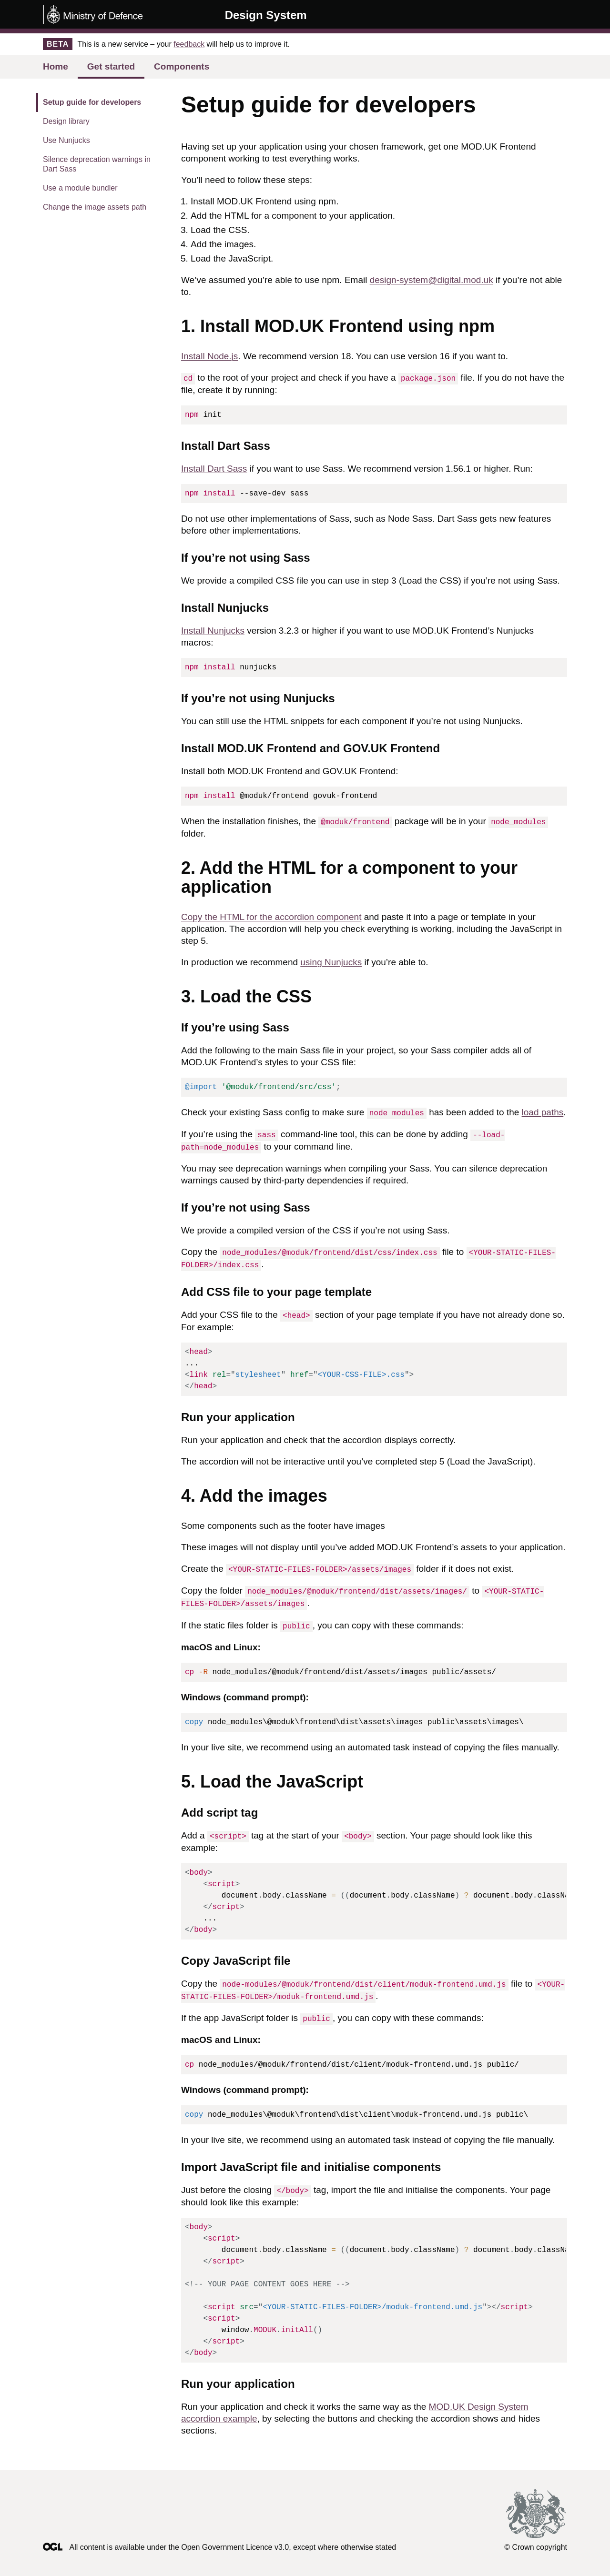 Ministry of Defence
Design System
BETA
This is a new service – your feedback will help us to improve it.
Home
Get started
Components
Setup guide for developers
Design library
Use Nunjucks
Silence deprecation warnings in
Dart Sass
Use a module bundler
Change the image assets path
Setup guide for developers
Having set up your application using your chosen framework, get one MOD.UK Frontend
component working to test everything works.
You’ll need to follow these steps:
1. Install MOD.UK Frontend using npm.
2. Add the HTML for a component to your application.
3. Load the CSS.
4. Add the images.
5. Load the JavaScript.
We’ve assumed you’re able to use npm. Email design-system@digital.mod.uk if you’re not able
to.
1. Install MOD.UK Frontend using npm
Install Node.js. We recommend version 18. You can use version 16 if you want to.
cd to the root of your project and check if you have a package.json file. If you do not have the
file, create it by running:
npm init
Install Dart Sass
Install Dart Sass if you want to use Sass. We recommend version 1.56.1 or higher. Run:
npm install --save-dev sass
Do not use other implementations of Sass, such as Node Sass. Dart Sass gets new features
before other implementations.
If you’re not using Sass
We provide a compiled CSS file you can use in step 3 (Load the CSS) if you’re not using Sass.
Install Nunjucks
Install Nunjucks version 3.2.3 or higher if you want to use MOD.UK Frontend’s Nunjucks
macros:
npm install nunjucks
If you’re not using Nunjucks
You can still use the HTML snippets for each component if you’re not using Nunjucks.
Install MOD.UK Frontend and GOV.UK Frontend
Install both MOD.UK Frontend and GOV.UK Frontend:
npm install @moduk/frontend govuk-frontend
When the installation finishes, the @moduk/frontend package will be in your node_modules
folder.
2. Add the HTML for a component to your
application
Copy the HTML for the accordion component and paste it into a page or template in your
application. The accordion will help you check everything is working, including the JavaScript in
step 5.
In production we recommend using Nunjucks if you’re able to.
3. Load the CSS
If you’re using Sass
Add the following to the main Sass file in your project, so your Sass compiler adds all of
MOD.UK Frontend’s styles to your CSS file:
@import '@moduk/frontend/src/css';
Check your existing Sass config to make sure node_modules has been added to the load paths.
If you’re using the sass command-line tool, this can be done by adding --load-
path=node_modules to your command line.
You may see deprecation warnings when compiling your Sass. You can silence deprecation
warnings caused by third-party dependencies if required.
If you’re not using Sass
We provide a compiled version of the CSS if you’re not using Sass.
Copy the node_modules/@moduk/frontend/dist/css/index.css file to <YOUR-STATIC-FILES-
FOLDER>/index.css.
Add CSS file to your page template
Add your CSS file to the <head> section of your page template if you have not already done so.
For example:
<head>
...
<link rel="stylesheet" href="<YOUR-CSS-FILE>.css">
</head>
Run your application
Run your application and check that the accordion displays correctly.
The accordion will not be interactive until you’ve completed step 5 (Load the JavaScript).
4. Add the images
Some components such as the footer have images
These images will not display until you’ve added MOD.UK Frontend’s assets to your application.
Create the <YOUR-STATIC-FILES-FOLDER>/assets/images folder if it does not exist.
Copy the folder node_modules/@moduk/frontend/dist/assets/images/ to <YOUR-STATIC-
FILES-FOLDER>/assets/images.
If the static files folder is public, you can copy with these commands:
macOS and Linux:
cp -R node_modules/@moduk/frontend/dist/assets/images public/assets/
Windows (command prompt):
copy node_modules\@moduk\frontend\dist\assets\images public\assets\images\
In your live site, we recommend using an automated task instead of copying the files manually.
5. Load the JavaScript
Add script tag
Add a <script> tag at the start of your <body> section. Your page should look like this
example:
<body>
<script>
document.body.className = ((document.body.className) ? document.body.classNa
</script>
...
</body>
Copy JavaScript file
Copy the node-modules/@moduk/frontend/dist/client/moduk-frontend.umd.js file to <YOUR-
STATIC-FILES-FOLDER>/moduk-frontend.umd.js.
If the app JavaScript folder is public, you can copy with these commands:
macOS and Linux:
cp node_modules/@moduk/frontend/dist/client/moduk-frontend.umd.js public/
Windows (command prompt):
copy node_modules\@moduk\frontend\dist\client\moduk-frontend.umd.js public\
In your live site, we recommend using an automated task instead of copying the file manually.
Import JavaScript file and initialise components
Just before the closing </body> tag, import the file and initialise the components. Your page
should look like this example:
<body>
<script>
document.body.className = ((document.body.className) ? document.body.classNa
</script>
<!-- YOUR PAGE CONTENT GOES HERE -->
<script src="<YOUR-STATIC-FILES-FOLDER>/moduk-frontend.umd.js"></script>
<script>
window.MODUK.initAll()
</script>
</body>
Run your application
Run your application and check it works the same way as the MOD.UK Design System
accordion example, by selecting the buttons and checking the accordion shows and hides
sections.
OGL All content is available under the Open Government Licence v3.0, except where otherwise stated
© Crown copyright